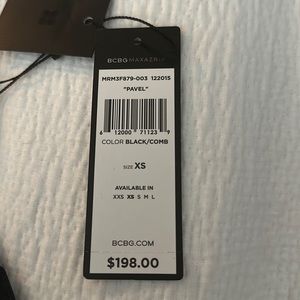 BCBGMAXAZRIA
MRM3F879-003 122015
"PAVEL"
6 12000 71123 9
COLOR BLACK/COMB
SIZE XS
AVAILABLE IN
XXS XS S M L
BCBG.COM
$198.00